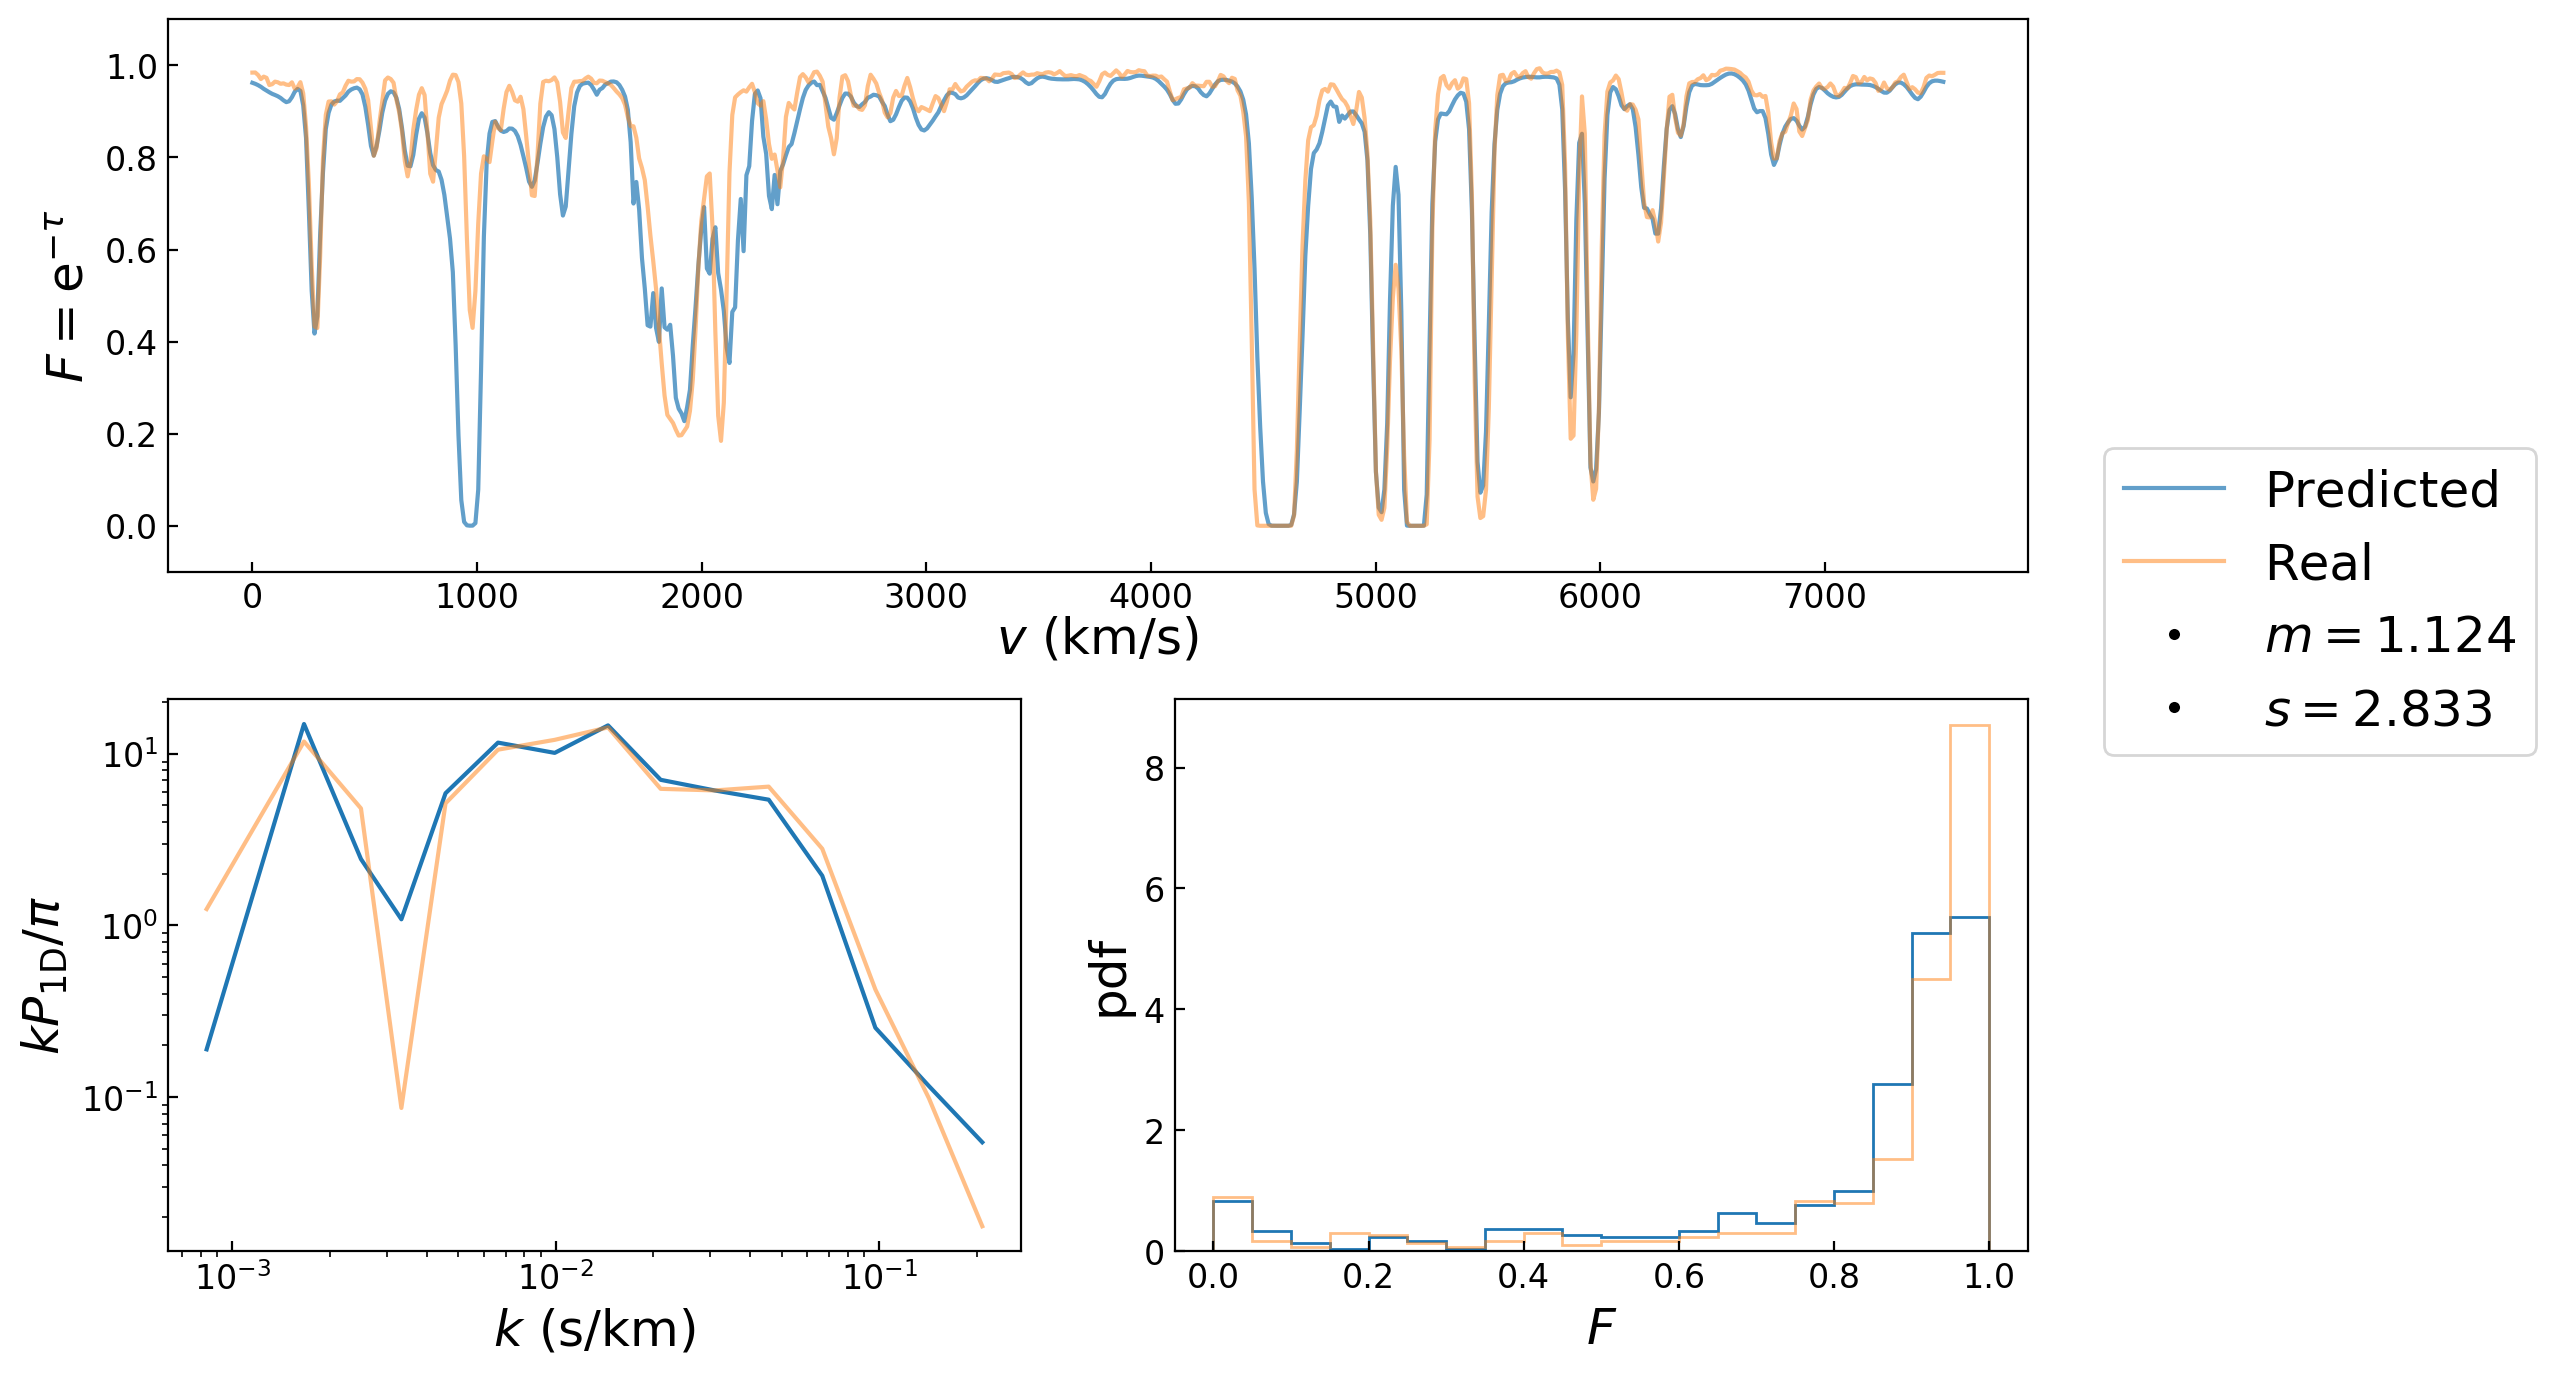 1.0
0.8
0.6
0.4
0.2
0.0
F = e^{−τ}
0 1000 2000 3000 4000 5000 6000 7000
v (km/s)
Predicted
Real
m = 1.124
s = 2.833
10^1
10^0
10^{−1}
kP_{1D}/π
10^{−3} 10^{−2} 10^{−1}
k (s/km)
8
6
4
2
0
pdf
0.0 0.2 0.4 0.6 0.8 1.0
F